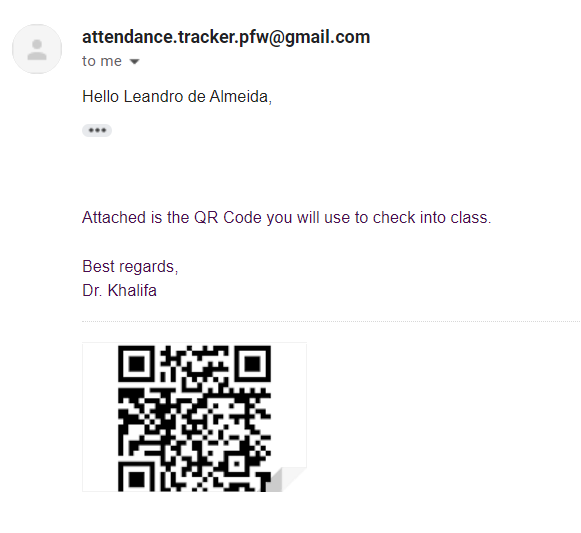 attendance.tracker.pfw@gmail.com
to me
Hello Leandro de Almeida,
Attached is the QR Code you will use to check into class.
Best regards,
Dr. Khalifa